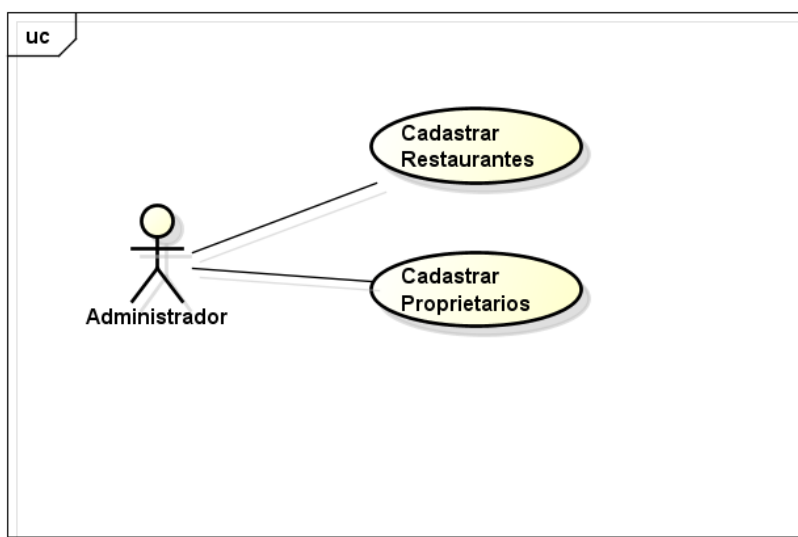 uc
Cadastrar
Restaurantes
Cadastrar
Proprietarios
Administrador